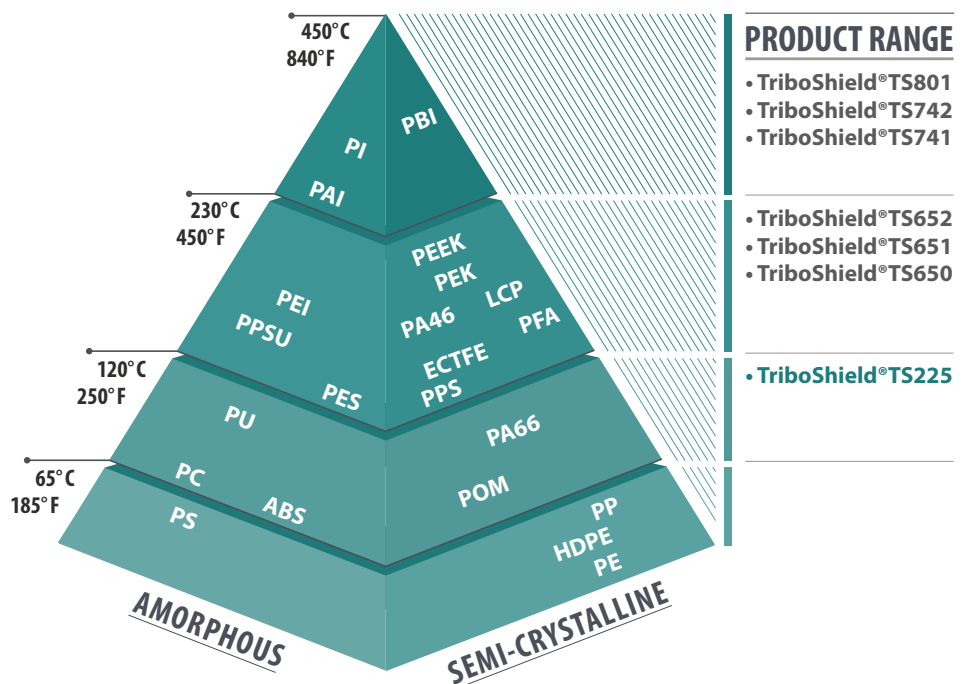 450°C
840°F
PRODUCT RANGE
• TriboShield®TS801
• TriboShield®TS742
• TriboShield®TS741
PBI
PI
PAI
230°C
450°F
• TriboShield®TS652
• TriboShield®TS651
• TriboShield®TS650
PEEK
PEK
LCP
PEI
PA46
PFA
PPSU
ECTFE
PES
PPS
120°C
250°F
• TriboShield®TS225
PU
PA66
PC
POM
ABS
65°C
185°F
PS
PP
HDPE
PE
AMORPHOUS
SEMI-CRYSTALLINE